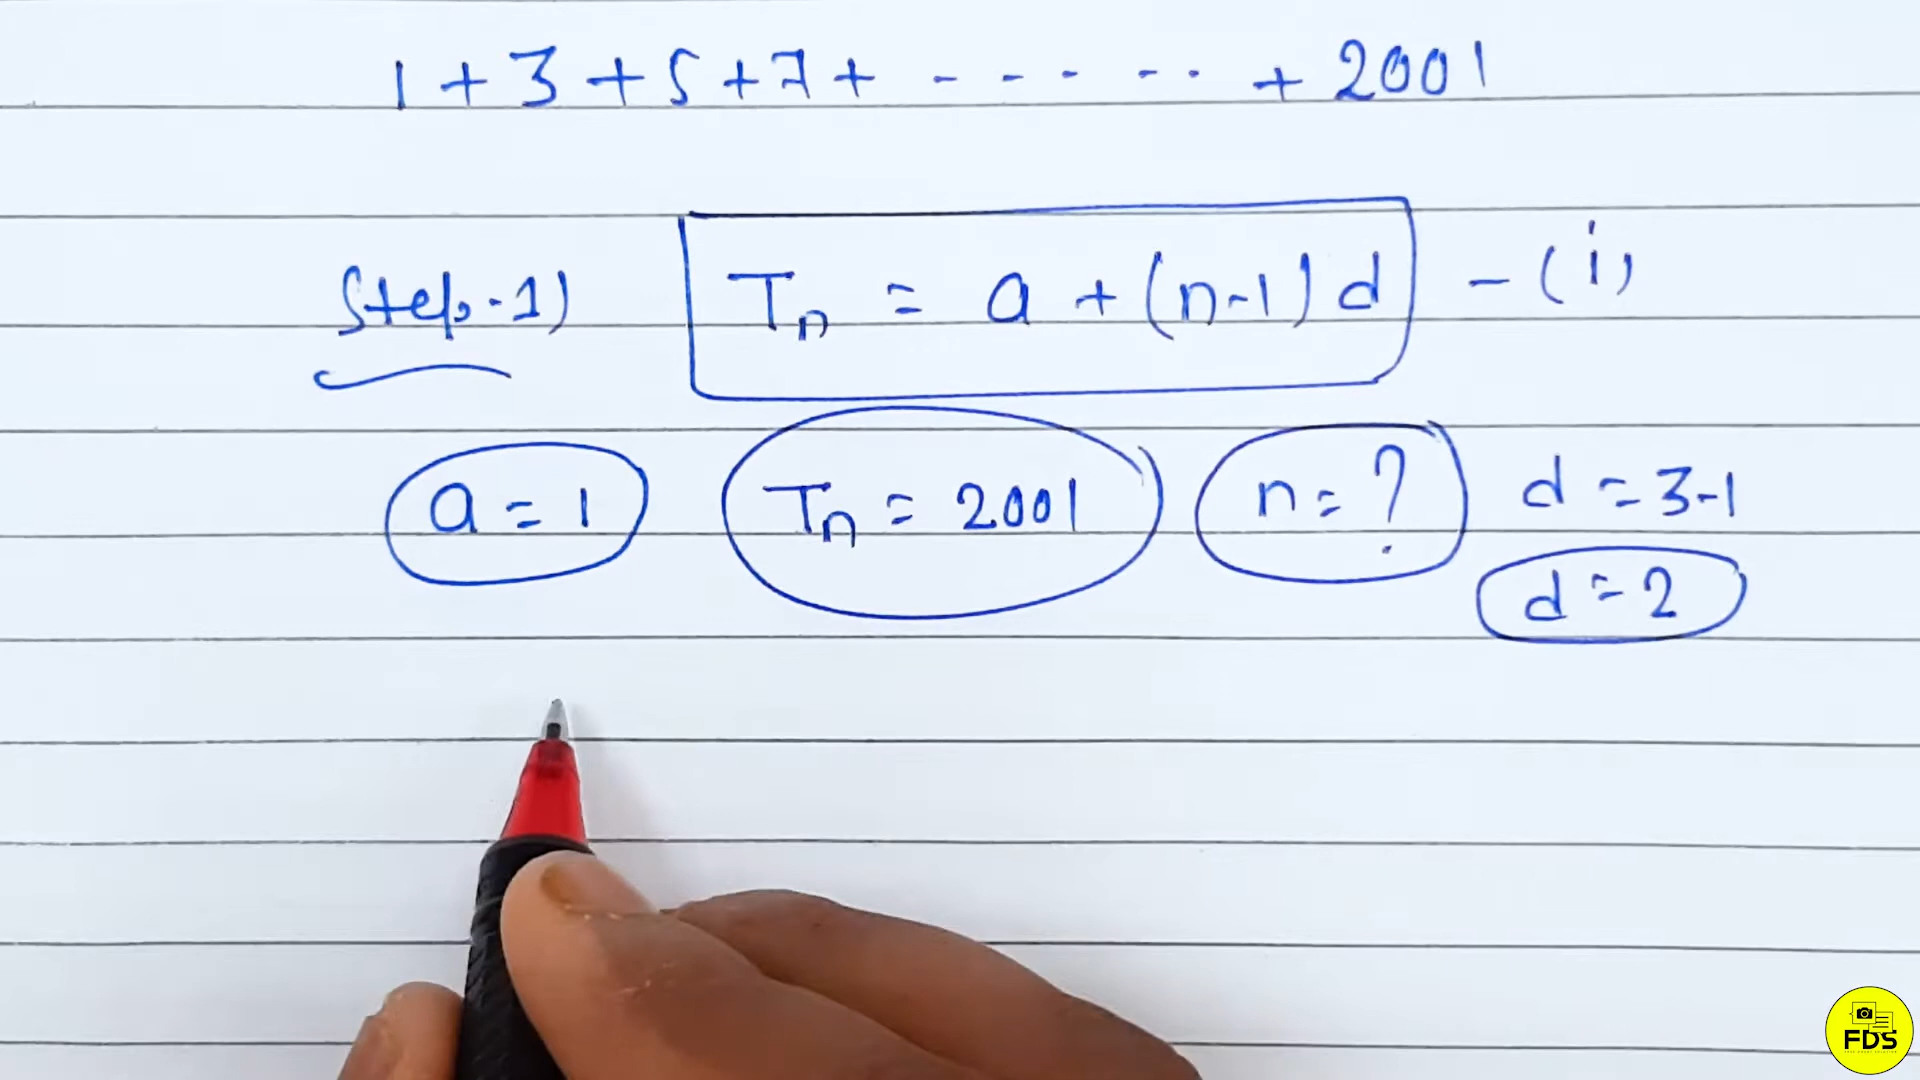 1 + 3 + 5 + 7 + - - - - - - + 2001
Step-1) Tn = a + (n-1) d - (i)
a = 1 Tn = 2001 n = ? d = 3-1
d = 2
FDS